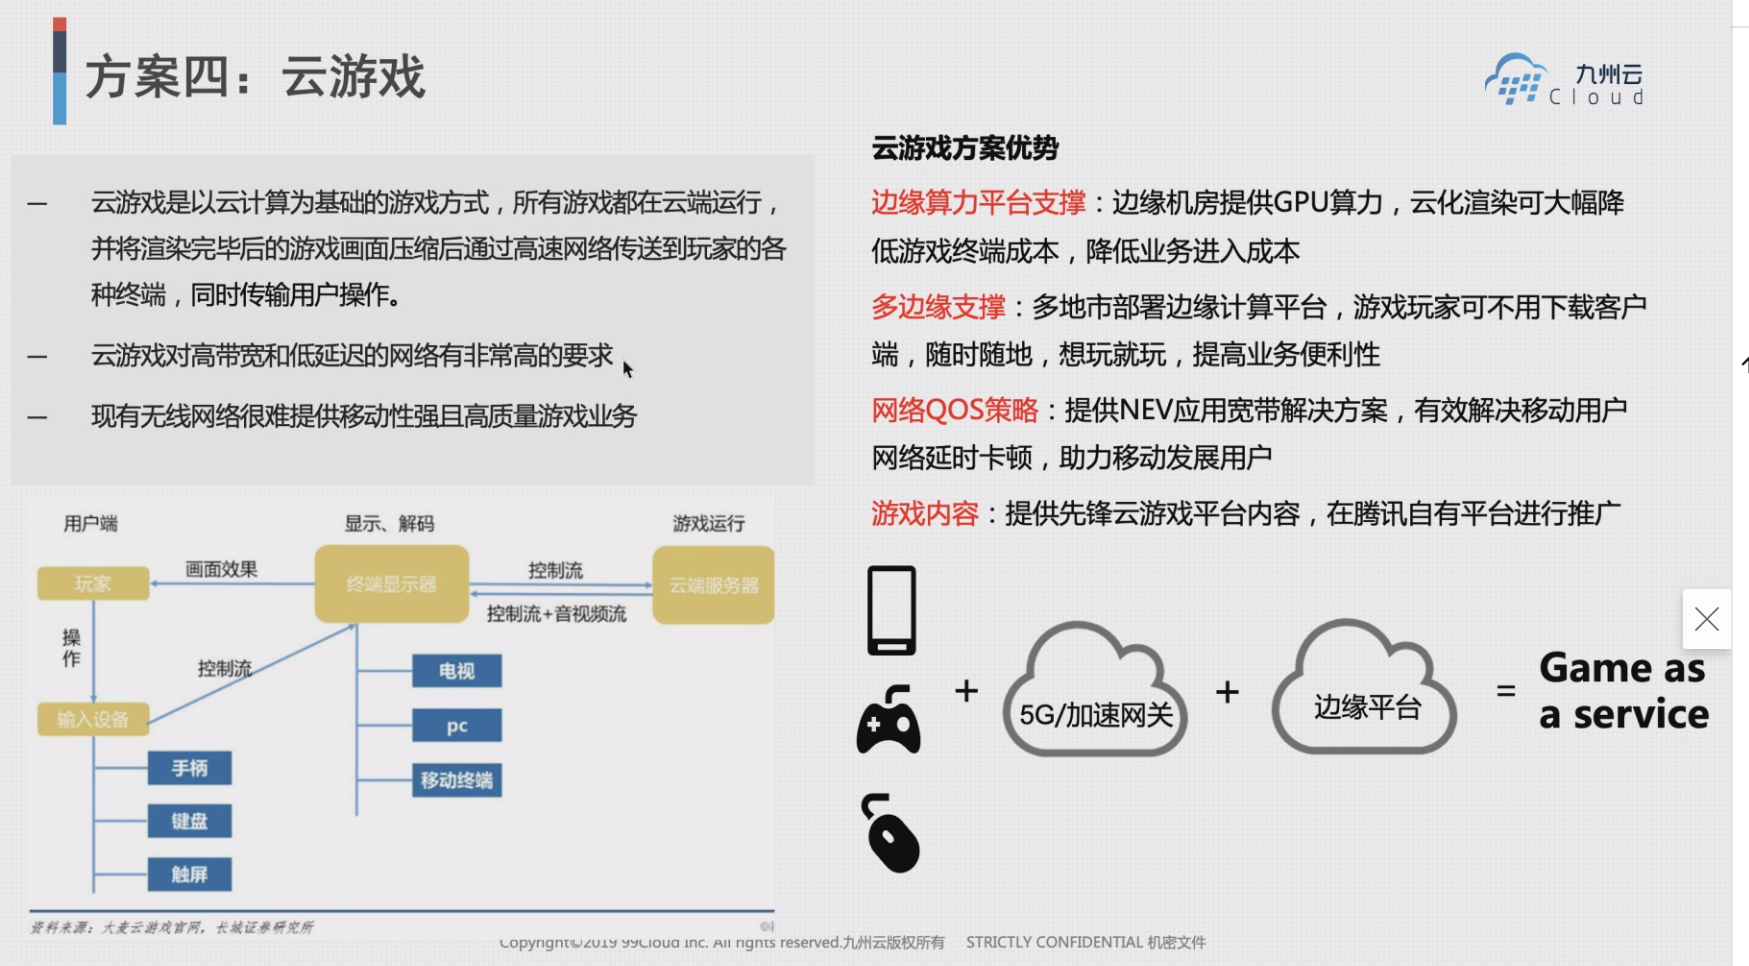 方案四：云游戏
九州云
Cloud
— 云游戏是以云计算为基础的游戏方式，所有游戏都在云端运行，
并将渲染完毕后的游戏画面压缩后通过高速网络传送到玩家的各
种终端，同时传输用户操作。
— 云游戏对高带宽和低延迟的网络有非常高的要求
— 现有无线网络很难提供移动性强且高质量游戏业务
云游戏方案优势
边缘算力平台支撑：边缘机房提供GPU算力，云化渲染可大幅降
低游戏终端成本，降低业务进入成本
多边缘支撑：多地市部署边缘计算平台，游戏玩家可不用下载客户
端，随时随地，想玩就玩，提高业务便利性
网络QOS策略：提供NEV应用宽带解决方案，有效解决移动用户
网络延时卡顿，助力移动发展用户
游戏内容：提供先锋云游戏平台内容，在腾讯自有平台进行推广
用户端
显示、解码
游戏运行
玩家
画面效果
终端显示器
控制流
控制流+音视频流
云端服务器
操
作
控制流
输入设备
手柄
键盘
触屏
电视
pc
移动终端
+
5G/加速网关
+
边缘平台
=
Game as
a service
资料来源：大麦云游戏官网，长城证券研究所
Copyright©2019 99Cloud Inc. All rights reserved.九州云版权所有 STRICTLY CONFIDENTIAL 机密文件